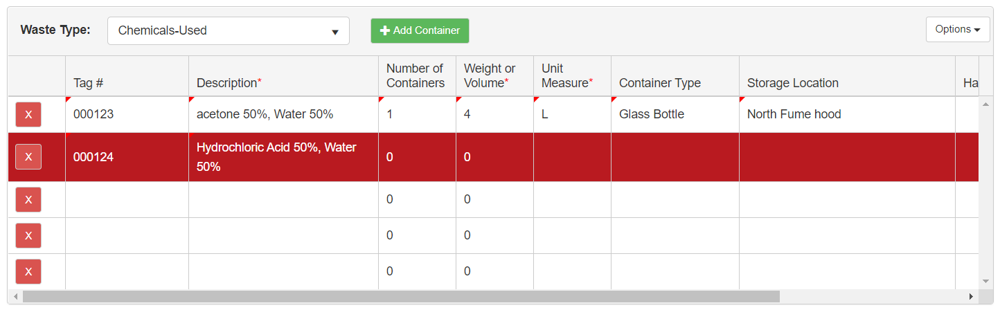 Waste Type: Chemicals-Used Add Container Options
Tag # Description* Number of Containers Weight or Volume* Unit Measure* Container Type Storage Location Ha
X 000123 acetone 50%, Water 50% 1 4 L Glass Bottle North Fume hood
X 000124 Hydrochloric Acid 50%, Water 50% 0 0
X 0 0
X 0 0
X 0 0